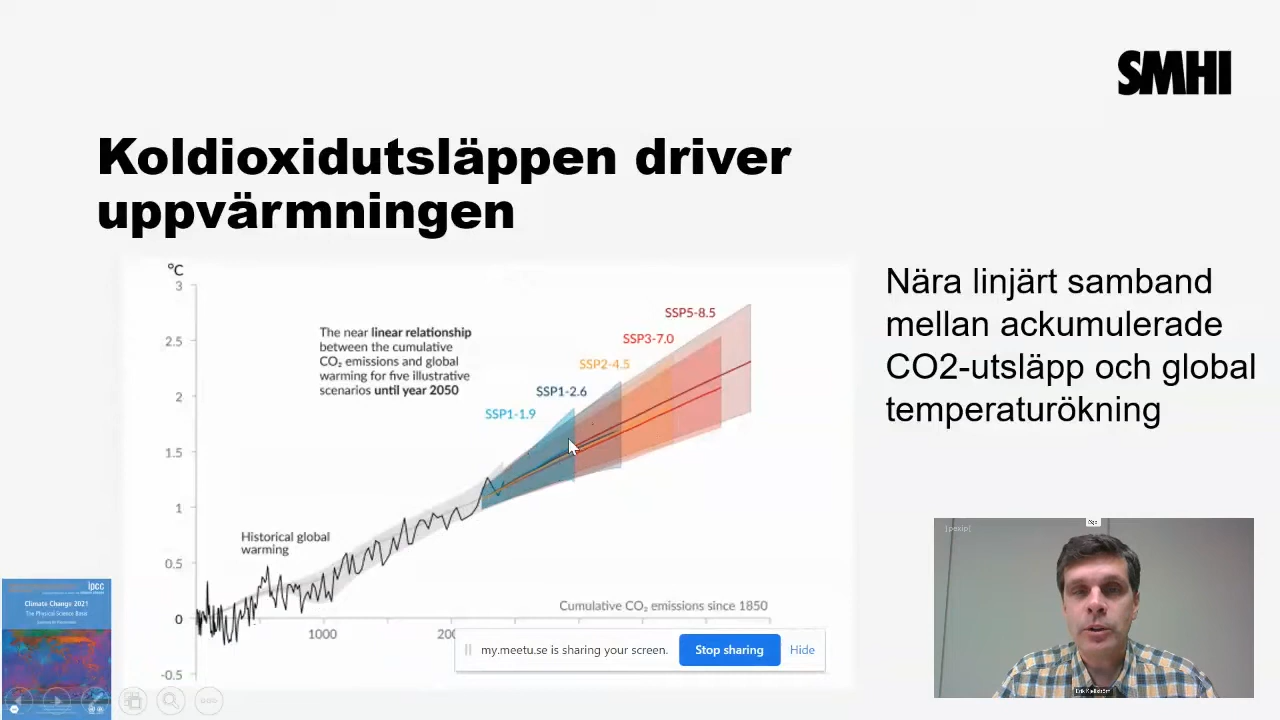 SMHI
Koldioxidutsläppen driver
uppvärmningen
°C
3
2.5
2
1.5
1
0.5
0
-0.5
The near linear relationship
between the cumulative
CO₂ emissions and global
warming for five illustrative
scenarios until year 2050
SSP5-8.5
SSP3-7.0
SSP2-4.5
SSP1-2.6
SSP1-1.9
Historical global
warming
Cumulative CO₂ emissions since 1850
1000
200
Nära linjärt samband
mellan ackumulerade
CO2-utsläpp och global
temperaturökning
my.meetu.se is sharing your screen.
Stop sharing
Hide
ipcc
Climate Change 2021
The Physical Science Basis
[pexip]
Erik Kjellström